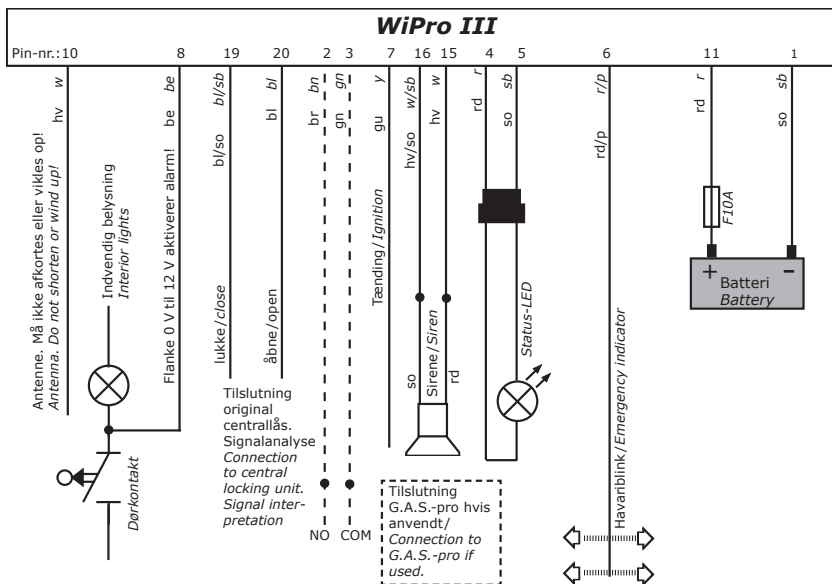 WiPro III
Pin-nr.:10 8 19 20 2 3 7 16 15 4 5 6 11 1
w be bl/sb bl bn gn y w/sb w r sb r/p r sb
hv be bl/so bl br gn gu hv/so hv rd so rd/p rd so
Antenne. Må ikke afkortes eller vikles op!
Antenna. Do not shorten or wind up!
Indvendig belysning
Interior lights
Flanke 0 V til 12 V aktiverer alarm!
Dørkontakt
lukke/close
åbne/open
Tilslutning
original
centrallås.
Signalanalyse
Connection
to central
locking unit.
Signal inter-
pretation
NO COM
Tænding/Ignition
Tilslutning
G.A.S.-pro hvis
anvendt/
Connection to
G.A.S.-pro if
used.
so Sirene/Siren rd
Status-LED
Havariblink/Emergency indicator
F10A
+ −
Batteri
Battery